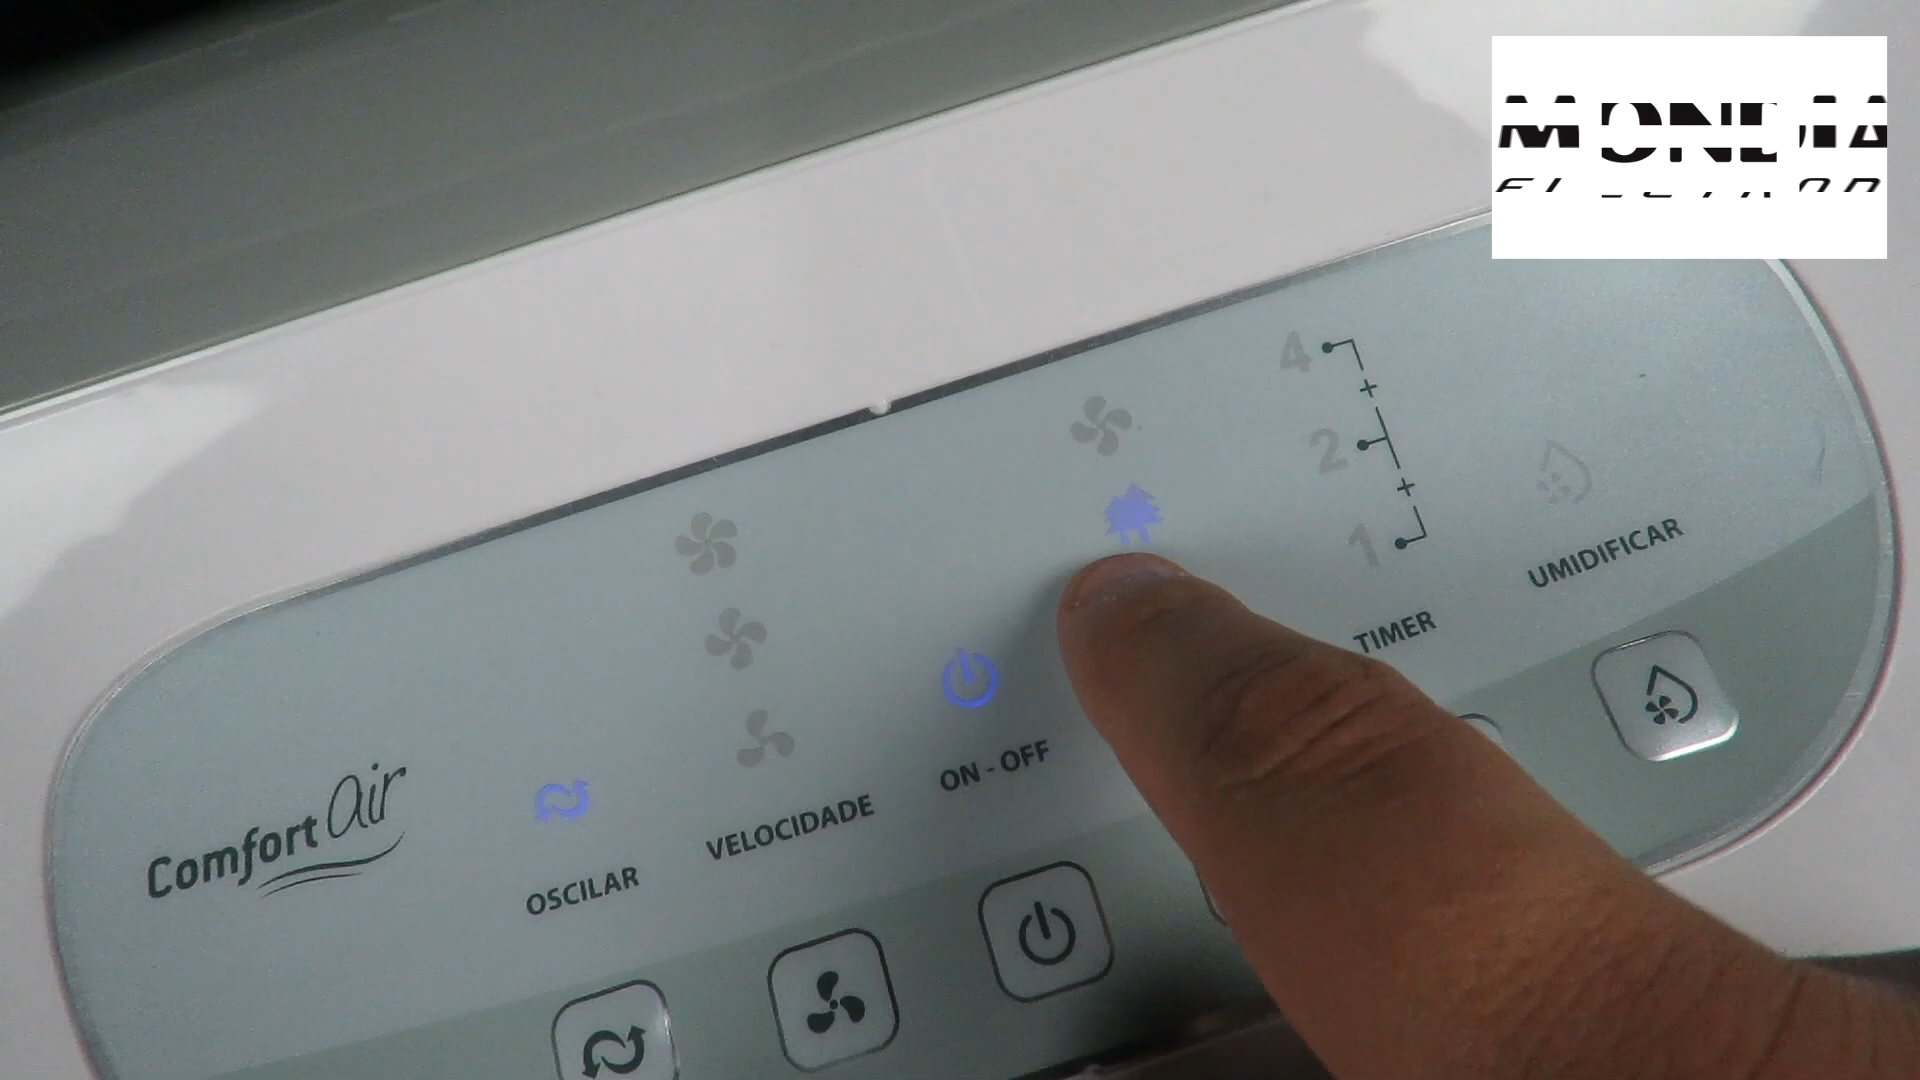 4
2
1
UMIDIFICAR
TIMER
ON - OFF
VELOCIDADE
Comfort Air
OSCILAR